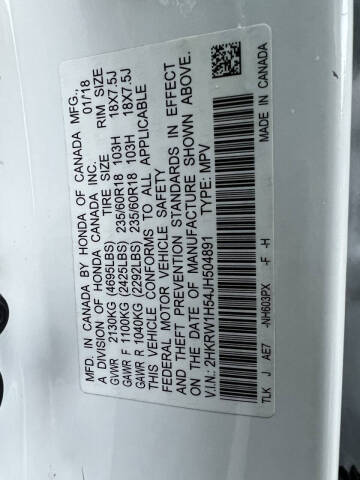 MFD. IN CANADA BY HONDA OF CANADA MFG.,
A DIVISION OF HONDA CANADA INC. 01/18
TIRE SIZE RIM SIZE
GVWR 2130KG (4695LBS)
GAWR F 1100KG (2425LBS) 235/60R18 103H 18X7.5J
GAWR R 1040KG (2292LBS) 235/60R18 103H 18X7.5J
THIS VEHICLE CONFORMS TO ALL APPLICABLE
FEDERAL MOTOR VEHICLE SAFETY
AND THEFT PREVENTION STANDARDS IN EFFECT
ON THE DATE OF MANUFACTURE SHOWN ABOVE.
V.I.N.: 2HKRW1H54JH504891 TYPE: MPV
TLK J AE7 -NH603PX -F -H MADE IN CANADA